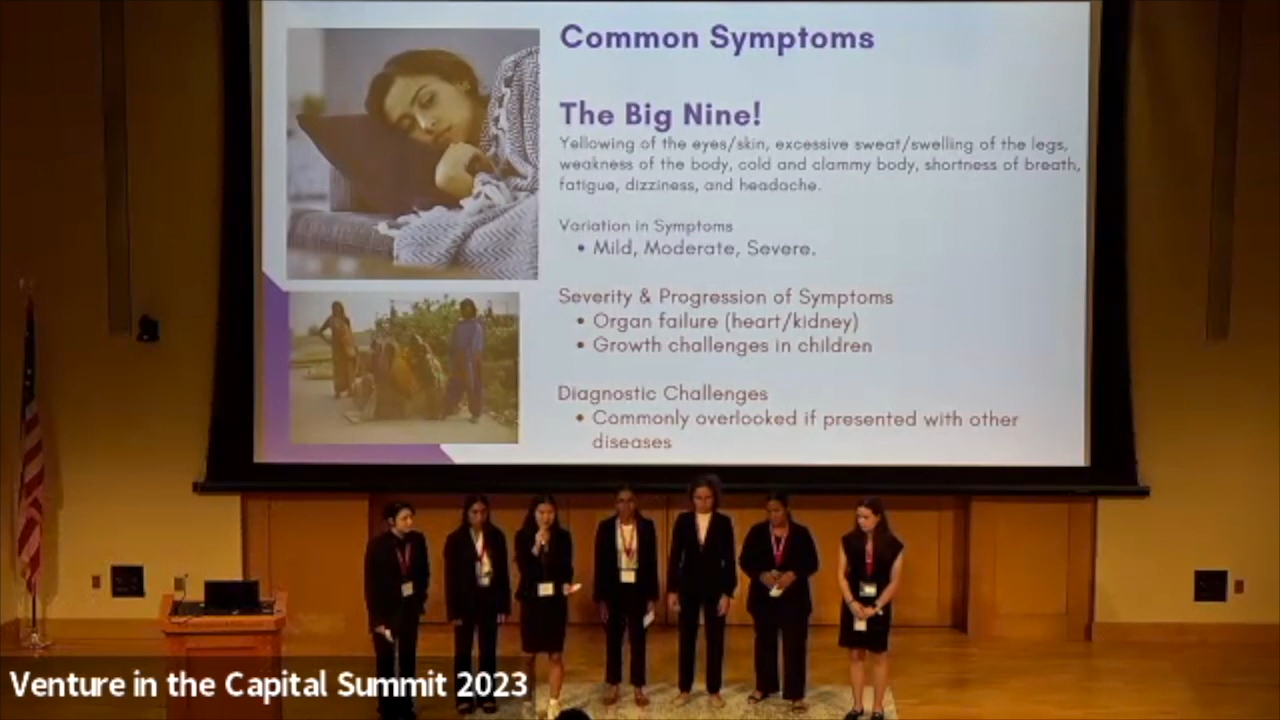 Common Symptoms
The Big Nine!
Yellowing of the eyes/skin, excessive sweat/swelling of the legs,
weakness of the body, cold and clammy body, shortness of breath,
fatigue, dizziness, and headache.
Variation in Symptoms
• Mild, Moderate, Severe.
Severity & Progression of Symptoms
• Organ failure (heart/kidney)
• Growth challenges in children
Diagnostic Challenges
• Commonly overlooked if presented with other
diseases
Venture in the Capital Summit 2023